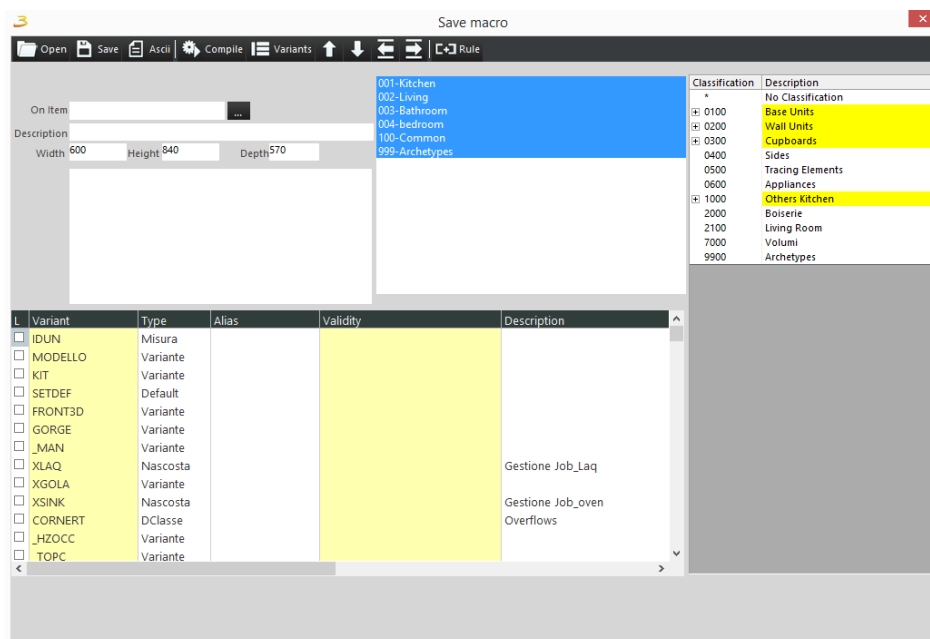 Save macro
Open Save Ascii Compile Variants Rule
On Item ...
Description
Width 600 Height 840 Depth 570
001-Kitchen
002-Living
003-Bathroom
004-bedroom
100-Common
999-Archetypes
Classification Description
* No Classification
0100 Base Units
0200 Wall Units
0300 Cupboards
0400 Sides
0500 Tracing Elements
0600 Appliances
1000 Others Kitchen
2000 Boiserie
2100 Living Room
7000 Volumi
9900 Archetypes
L Variant Type Alias Validity Description
IDUN Misura
MODELLO Variante
KIT Variante
SETDEF Default
FRONT3D Variante
GORGE Variante
_MAN Variante
XLAQ Nascosta Gestione Job_Laq
XGOLA Variante
XSINK Nascosta Gestione Job_oven
CORNERT DClasse Overflows
_HZOCC Variante
_TOPC Variante